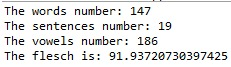 The words number: 147
The sentences number: 19
The vowels number: 186
The flesch is: 91.93720730397425